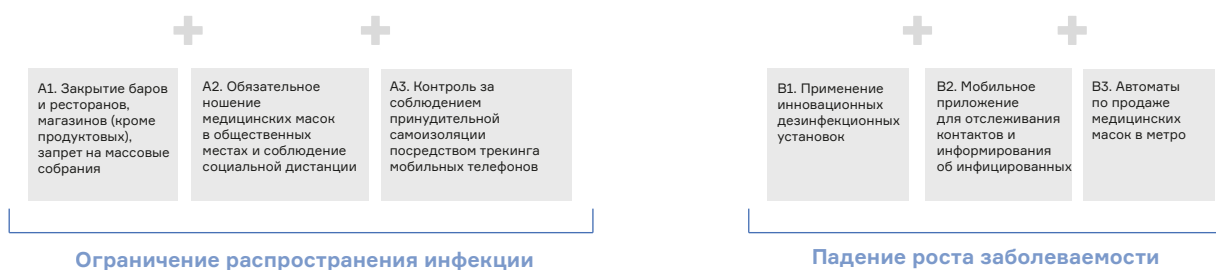 А1. Закрытие баров
и ресторанов,
магазинов (кроме
продуктовых),
запрет на массовые
собрания
А2. Обязательное
ношение
медицинских масок
в общественных
местах и соблюдение
социальной дистанции
А3. Контроль за
соблюдением
принудительной
самоизоляции
посредством трекинга
мобильных телефонов
Ограничение распространения инфекции
В1. Применение
инновационных
дезинфекционных
установок
В2. Мобильное
приложение
для отслеживания
контактов и
информирования
об инфицированных
В3. Автоматы
по продаже
медицинских
масок в метро
Падение роста заболеваемости